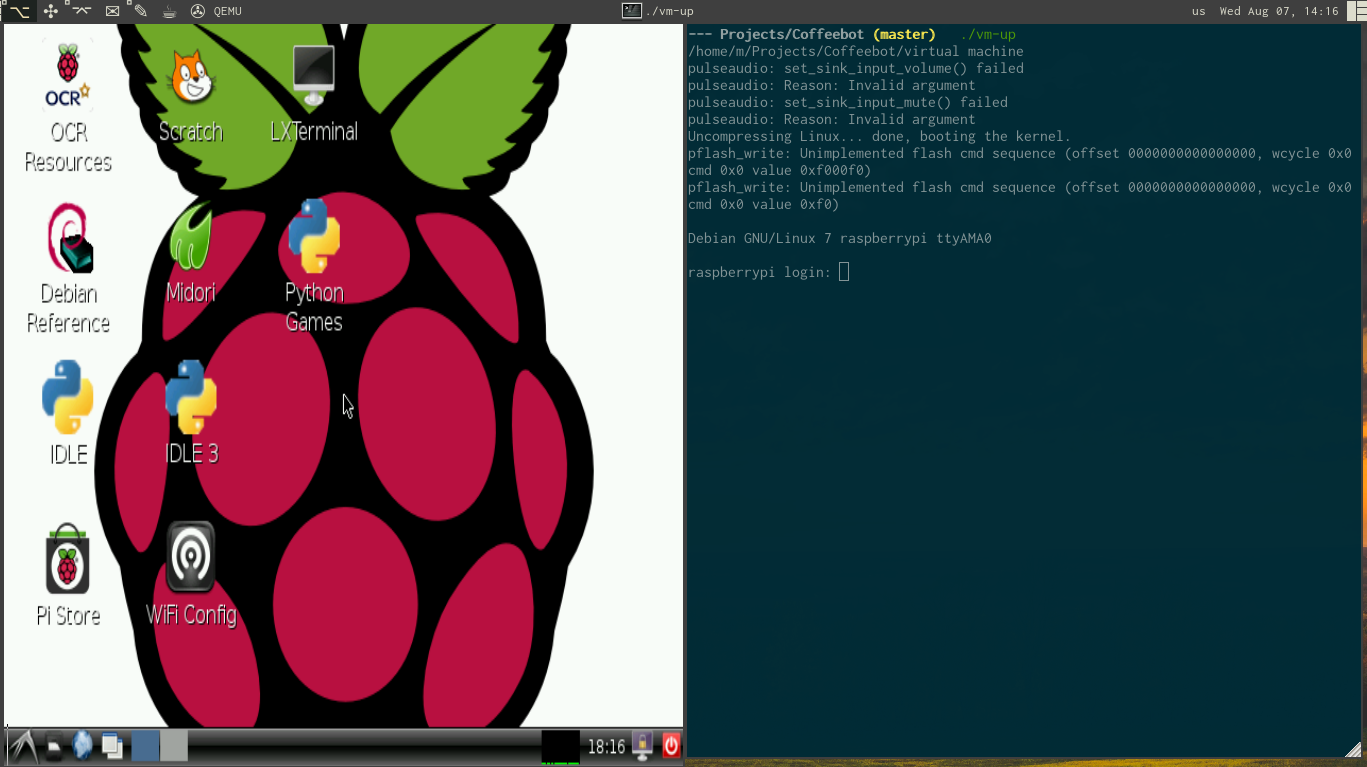 QEMU
./vm-up
us Wed Aug 07, 14:16
OCR
OCR
Resources
Scratch
LXTerminal
Debian
Reference
Midori
Python
Games
IDLE
IDLE 3
Pi Store
WiFi Config
18:16
--- Projects/Coffeebot (master) ./vm-up
/home/m/Projects/Coffeebot/virtual machine
pulseaudio: set_sink_input_volume() failed
pulseaudio: Reason: Invalid argument
pulseaudio: set_sink_input_mute() failed
pulseaudio: Reason: Invalid argument
Uncompressing Linux... done, booting the kernel.
pflash_write: Unimplemented flash cmd sequence (offset 0000000000000000, wcycle 0x0
cmd 0x0 value 0xf000f0)
pflash_write: Unimplemented flash cmd sequence (offset 0000000000000000, wcycle 0x0
cmd 0x0 value 0xf0)
Debian GNU/Linux 7 raspberrypi ttyAMA0
raspberrypi login: